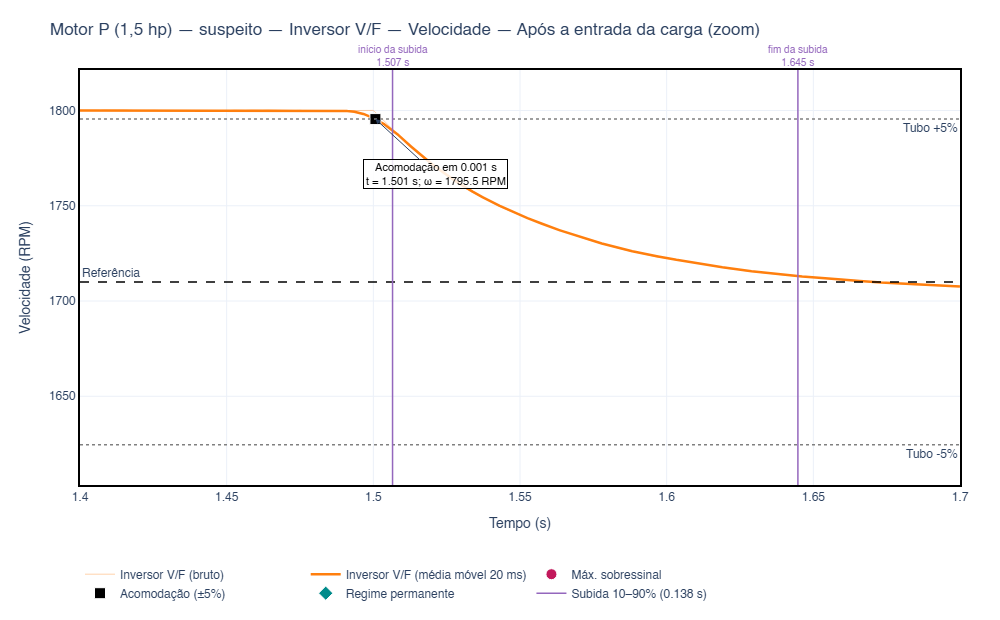 Motor P (1,5 hp) — suspeito — Inversor V/F — Velocidade — Após a entrada da carga (zoom)
início da subida
1.507 s
fim da subida
1.645 s
1800
Tubo +5%
Acomodação em 0.001 s
t = 1.501 s; ω = 1795.5 RPM
1750
Velocidade (RPM)
Referência
1700
1650
Tubo -5%
1.4
1.45
1.5
1.55
1.6
1.65
1.7
Tempo (s)
Inversor V/F (bruto)
Inversor V/F (média móvel 20 ms)
Máx. sobressinal
Acomodação (±5%)
Regime permanente
Subida 10–90% (0.138 s)